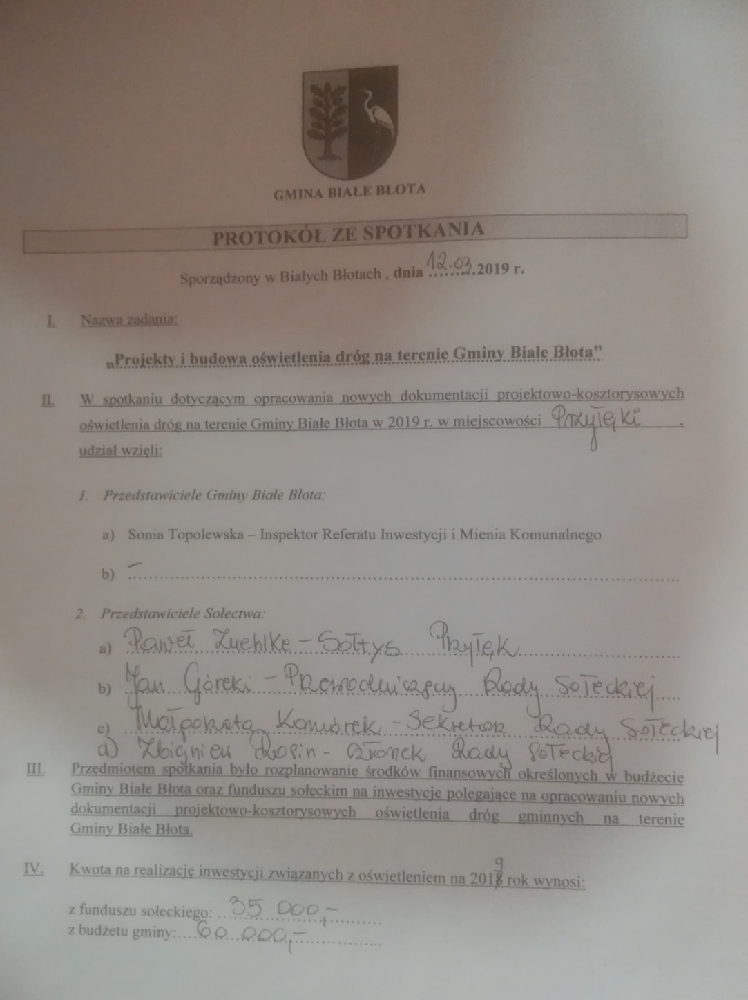 GMINA BIAŁE BŁOTA
PROTOKÓŁ ZE SPOTKANIA
Sporządzony w Białych Błotach , dnia 12.03.2019 r.
I. Nazwa zadania:
„Projekty i budowa oświetlenia dróg na terenie Gminy Białe Błota”
II. W spotkaniu dotyczącym opracowania nowych dokumentacji projektowo-kosztorysowych
oświetlenia dróg na terenie Gminy Białe Błota w 2019 r. w miejscowości Przyłęki ,
udział wzięli:
1. Przedstawiciele Gminy Białe Błota:
a) Sonia Topolewska – Inspektor Referatu Inwestycji i Mienia Komunalnego
b) –
2. Przedstawiciele Sołectwa:
a) Paweł Zuehlke – Sołtys Przyłęk
b) Jan Górcki – Przewodniczący Rady Sołeckiej
c) Małgorzata Komórek – Sekretarz Rady Sołeckiej
d) Zbigniew Rosin – Członek Rady Sołeckiej
III. Przedmiotem spotkania było rozplanowanie środków finansowych określonych w budżecie
Gminy Białe Błota oraz funduszu sołeckim na inwestycje polegające na opracowaniu nowych
dokumentacji projektowo-kosztorysowych oświetlenia dróg gminnych na terenie
Gminy Białe Błota.
IV. Kwota na realizację inwestycji związanych z oświetleniem na 2019 rok wynosi:
z funduszu sołeckiego: 35 000,-
z budżetu gminy: 60 000,-